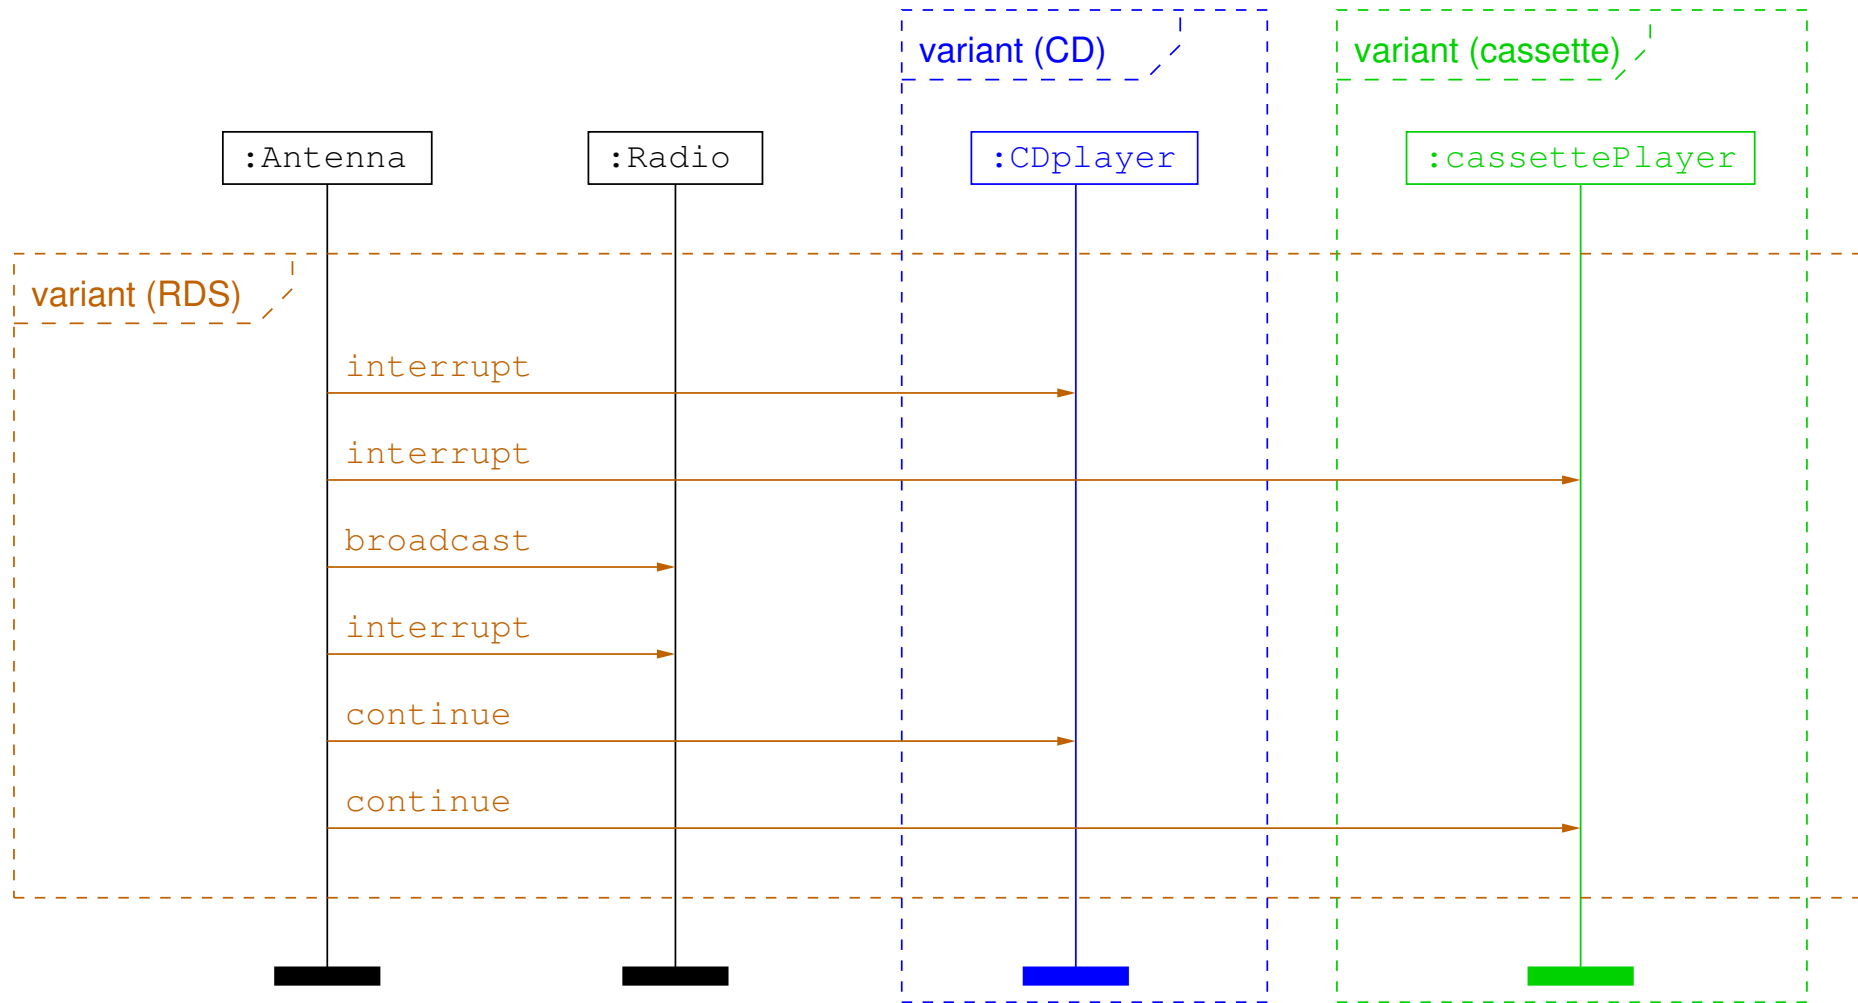 variant (CD)
variant (cassette)
:Antenna
:Radio
:CDplayer
:cassettePlayer
variant (RDS)
interrupt
interrupt
broadcast
interrupt
continue
continue